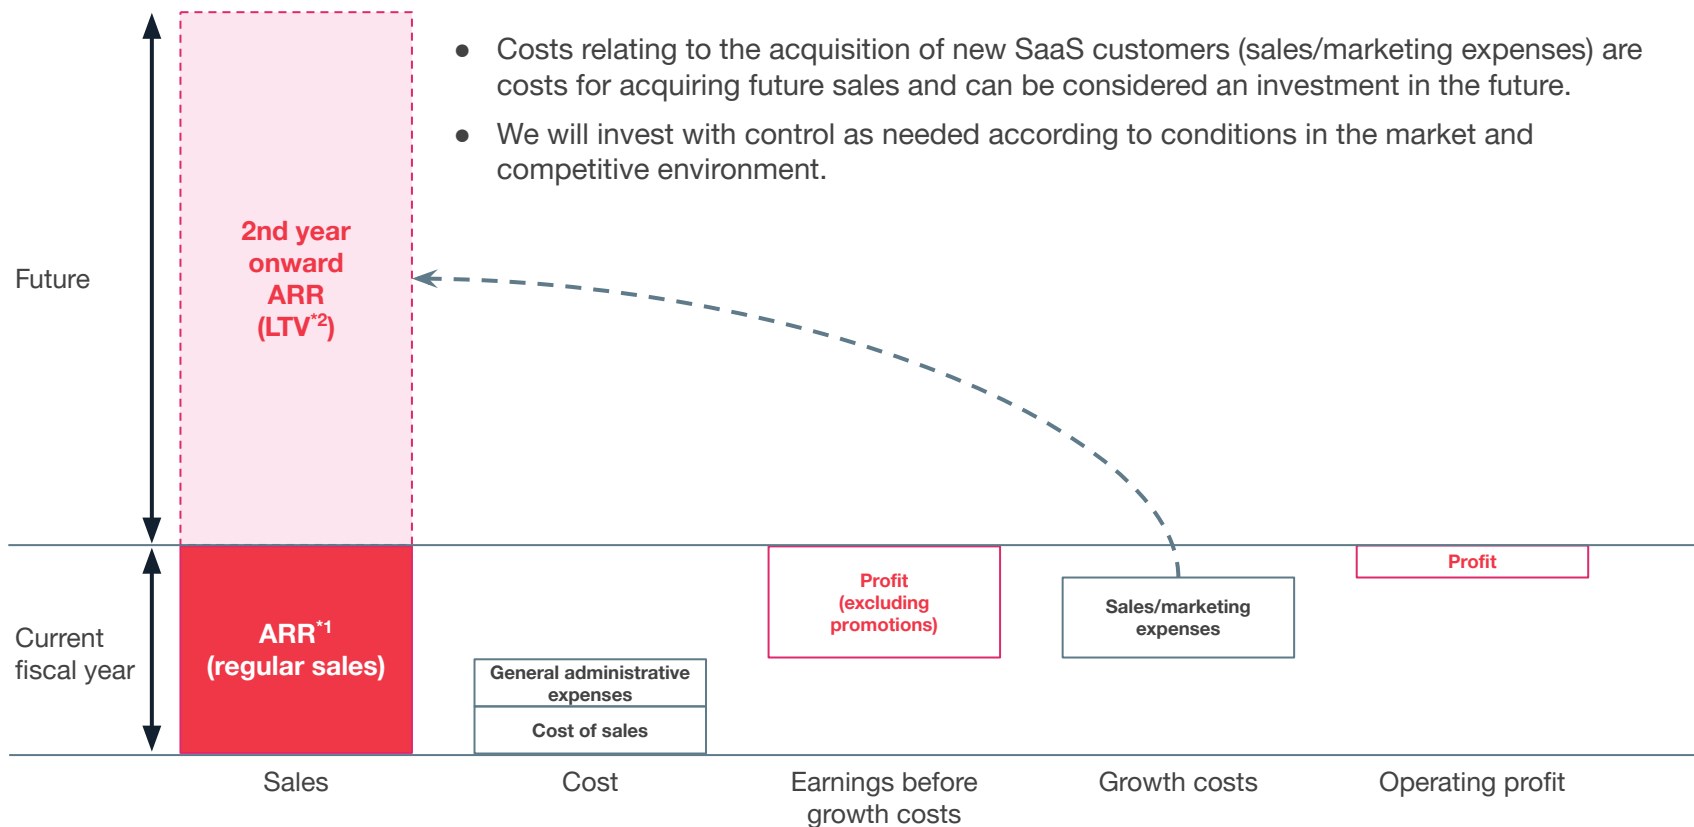 ● Costs relating to the acquisition of new SaaS customers (sales/marketing expenses) are
costs for acquiring future sales and can be considered an investment in the future.
● We will invest with control as needed according to conditions in the market and
competitive environment.
2nd year
onward
ARR
(LTV*2)
Future
Current
fiscal year
ARR*1
(regular sales)
General administrative
expenses
Cost of sales
Profit
(excluding
promotions)
Sales/marketing
expenses
Profit
Sales
Cost
Earnings before
growth costs
Growth costs
Operating profit